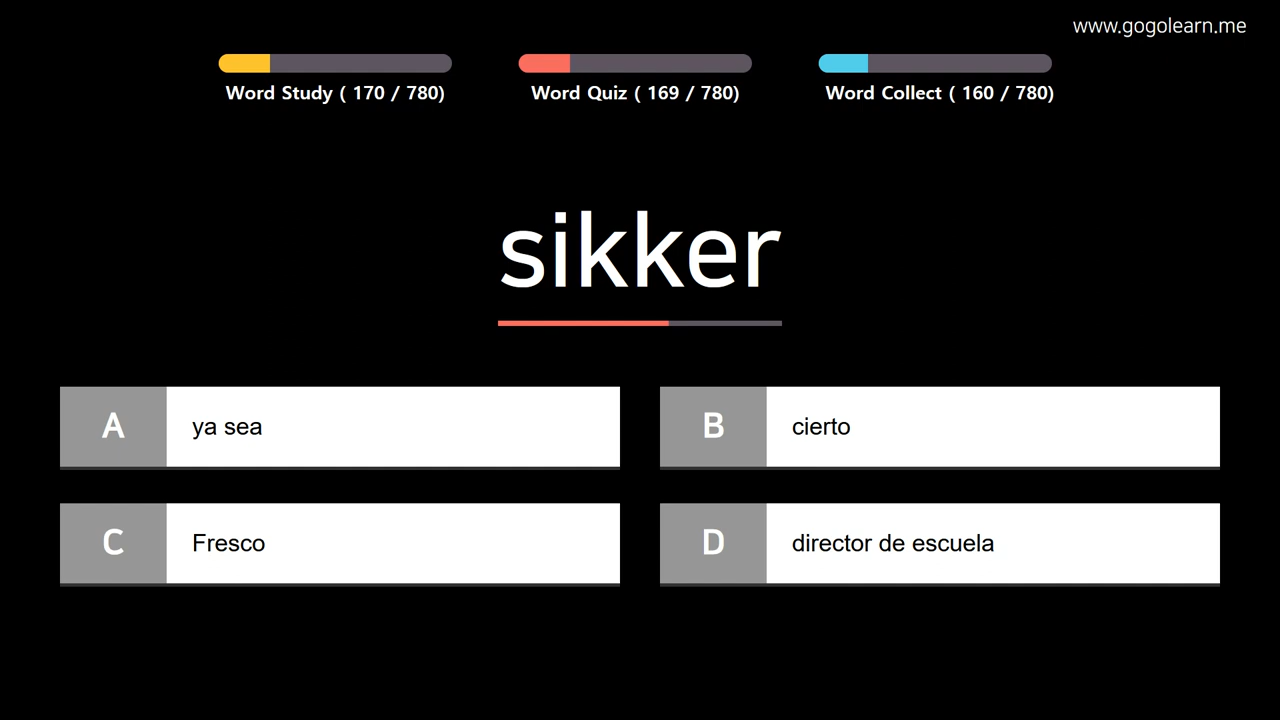 www.gogolearn.me
Word Study ( 170 / 780)
Word Quiz ( 169 / 780)
Word Collect ( 160 / 780)
sikker
A
ya sea
B
cierto
C
Fresco
D
director de escuela